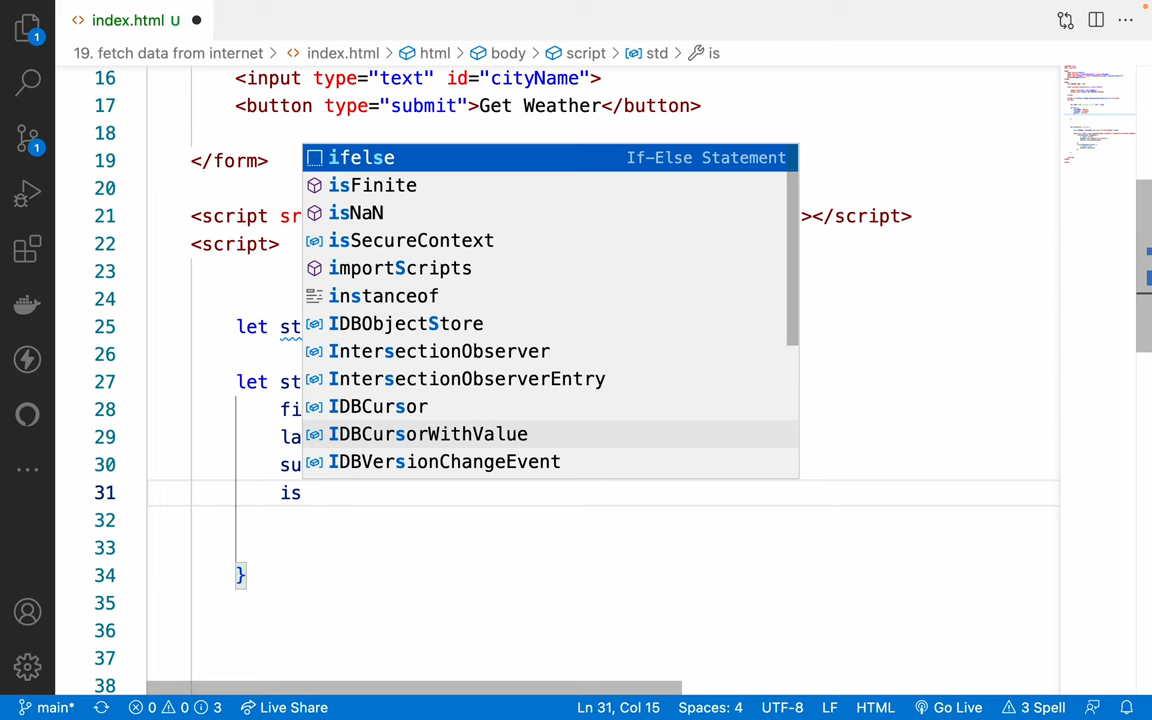 index.html U
19. fetch data from internet > index.html > html > body > script > std > is
16 <input type="text" id="cityName">
17 <button type="submit">Get Weather</button>
18
19 </form>
20
21 <script sr ></script>
22 <script>
23
24
25 let st
26
27 let st
28 fi
29 la
30 su
31 is
32
33
34 }
35
36
37
38
ifelse If-Else Statement
isFinite
isNaN
isSecureContext
importScripts
instanceof
IDBObjectStore
IntersectionObserver
IntersectionObserverEntry
IDBCursor
IDBCursorWithValue
IDBVersionChangeEvent
1
1
main* 0 0 3 Live Share Ln 31, Col 15 Spaces: 4 UTF-8 LF HTML Go Live 3 Spell